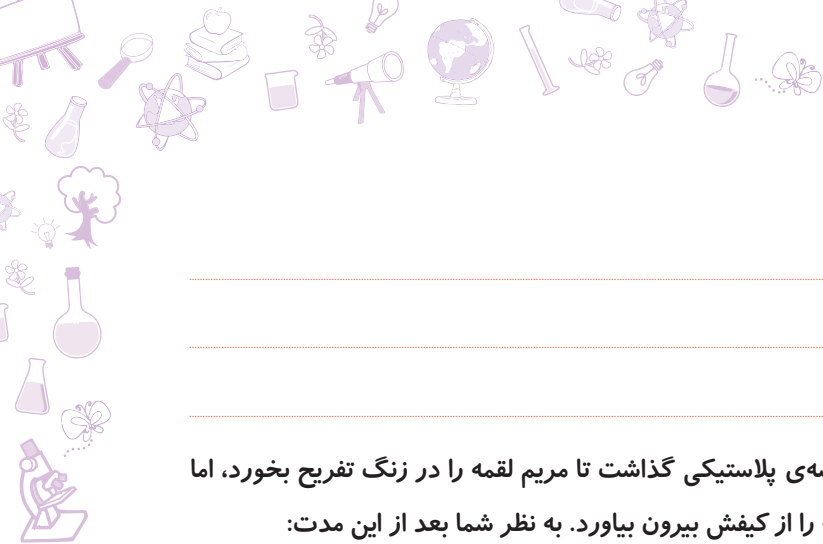 پلاستیکی گذاشت تا مریم لقمه را در زنگ تفریح بخورد، اما
را از کیفش بیرون بیاورد. به نظر شما بعد از این مدت: